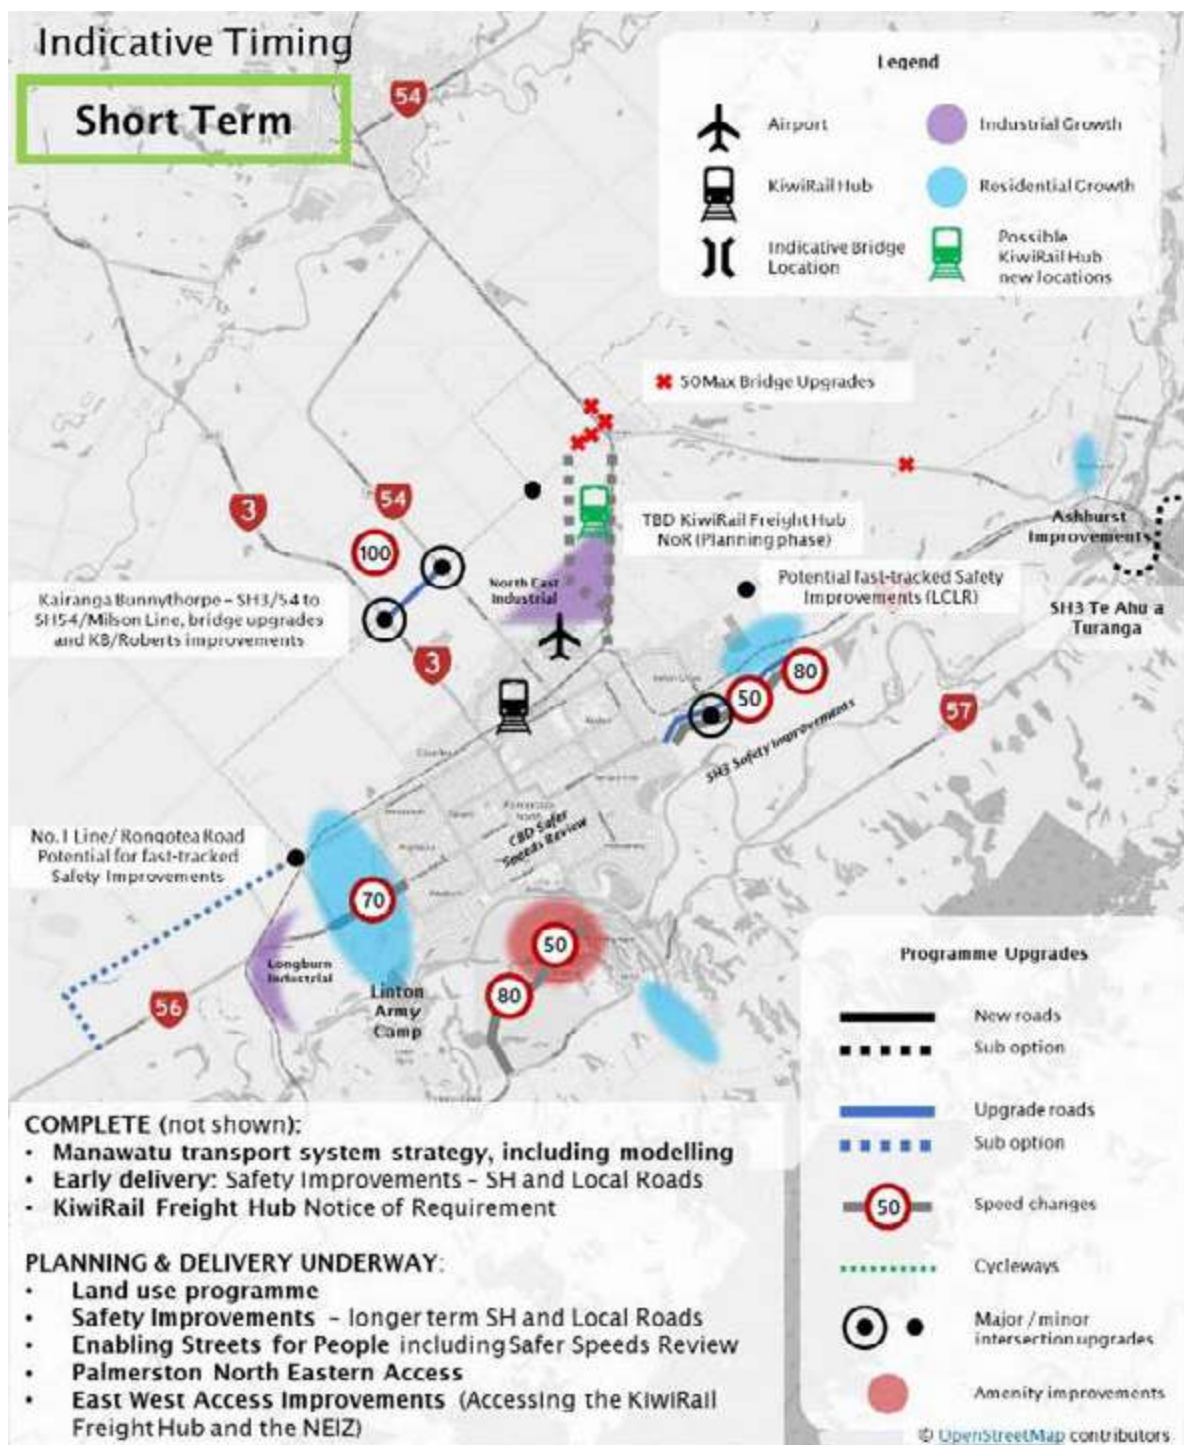 Indicative Timing
Short Term
Legend
Airport
Industrial Growth
KiwiRail Hub
Residential Growth
Indicative Bridge
Location
Possible
KiwiRail Hub
new locations
54
50Max Bridge Upgrades
3
54
100
TBD KiwiRail Freight Hub
NoR (Planning phase)
Ashhurst
Improvements
North East
Industrial
Potential fast-tracked Safety
Improvements (LCLR)
Kairanga Bunnythorpe – SH3/54 to
SH54/Milson Line, bridge upgrades
and KB/Roberts improvements
SH3 Te Ahu a
Turanga
3
80
50
57
SH3 Safety Improvements
No.1 Line/ Rongotea Road
Potential for fast-tracked
Safety Improvements
CBD Safer
Speeds Review
70
50
Longburn
Industrial
80
56
Linton
Army
Camp
Programme Upgrades
New roads
Sub option
Upgrade roads
Sub option
50
Speed changes
Cycleways
Major / minor
intersection upgrades
Amenity improvements
COMPLETE (not shown):
• Manawatu transport system strategy, including modelling
• Early delivery: Safety Improvements – SH and Local Roads
• KiwiRail Freight Hub Notice of Requirement
PLANNING & DELIVERY UNDERWAY:
• Land use programme
• Safety Improvements – longer term SH and Local Roads
• Enabling Streets for People including Safer Speeds Review
• Palmerston North Eastern Access
• East West Access Improvements (Accessing the KiwiRail
Freight Hub and the NEIZ)
© OpenStreetMap contributors